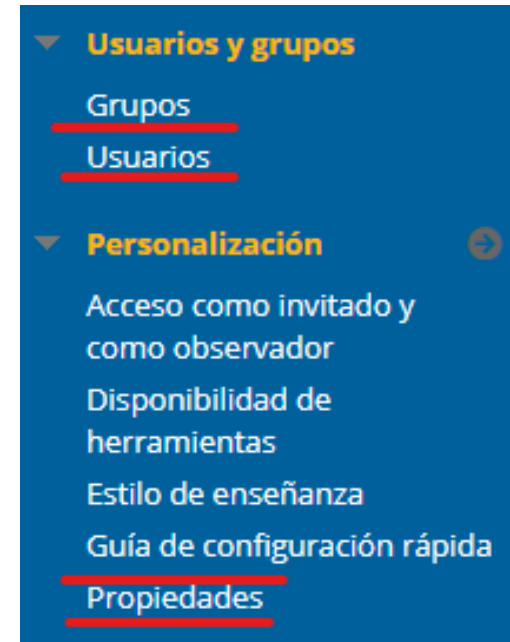 Usuarios y grupos
Grupos
Usuarios
Personalización
Acceso como invitado y
como observador
Disponibilidad de
herramientas
Estilo de enseñanza
Guía de configuración rápida
Propiedades